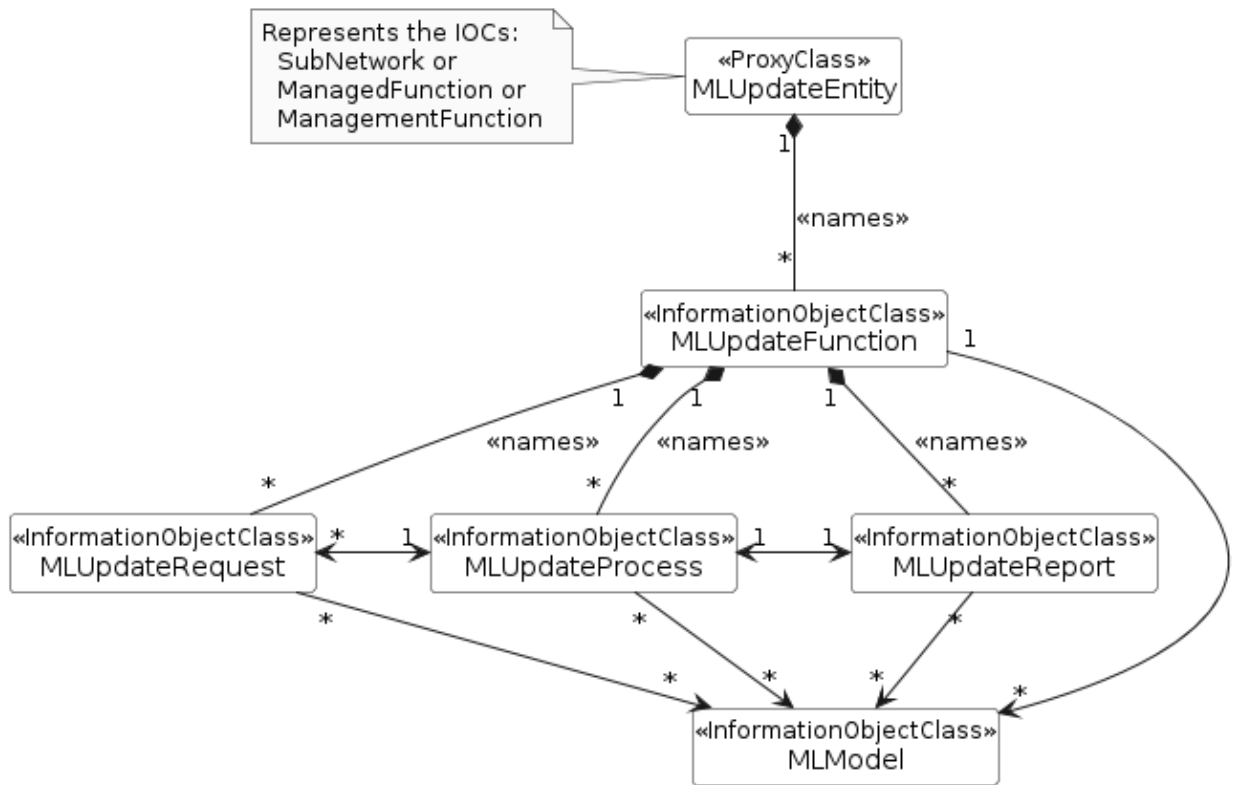 Represents the IOCs:
SubNetwork or
ManagedFunction or
ManagementFunction
«ProxyClass»
MLUpdateEntity
1
«names»
*
«InformationObjectClass»
MLUpdateFunction
1
1
1
1
«names»
«names»
«names»
*
*
*
«InformationObjectClass»
MLUpdateRequest
*
1
«InformationObjectClass»
MLUpdateProcess
1
1
«InformationObjectClass»
MLUpdateReport
*
*
*
*
*
*
*
«InformationObjectClass»
MLModel